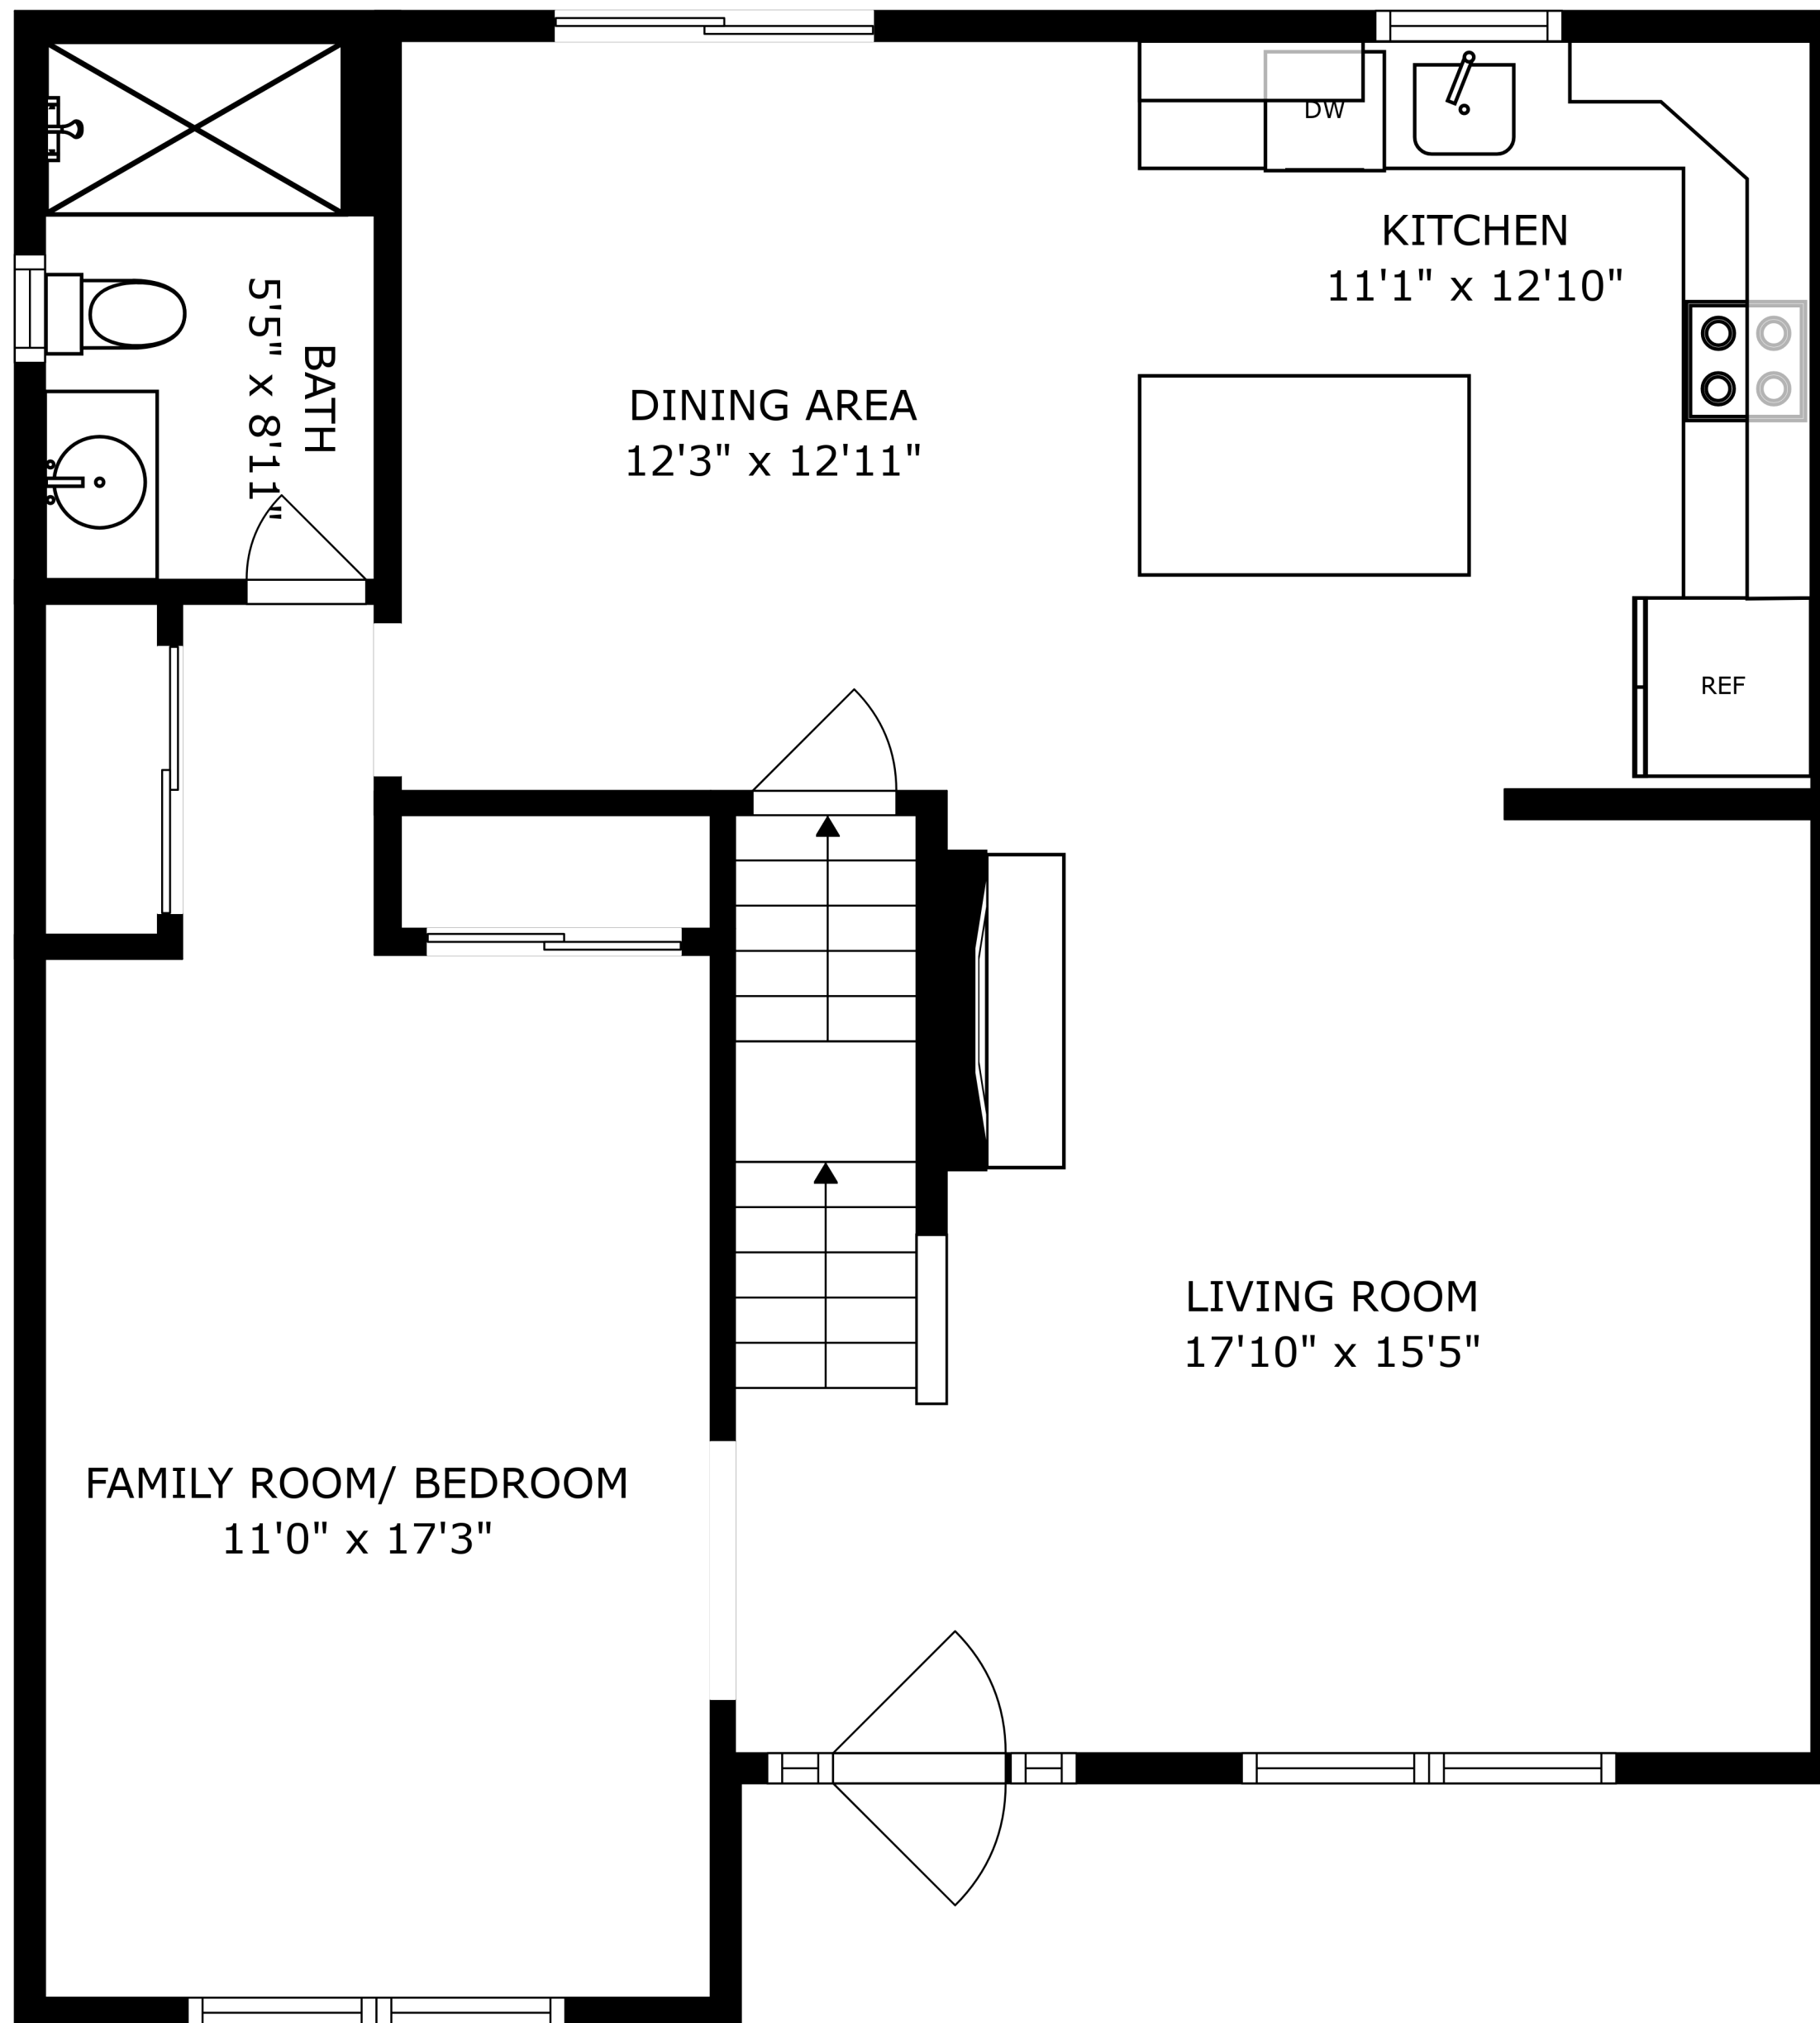 DW
KITCHEN
11'1" x 12'10"
BATH
5'5" x 8'11"
DINING AREA
12'3" x 12'11"
REF
LIVING ROOM
17'10" x 15'5"
FAMILY ROOM/ BEDROOM
11'0" x 17'3"